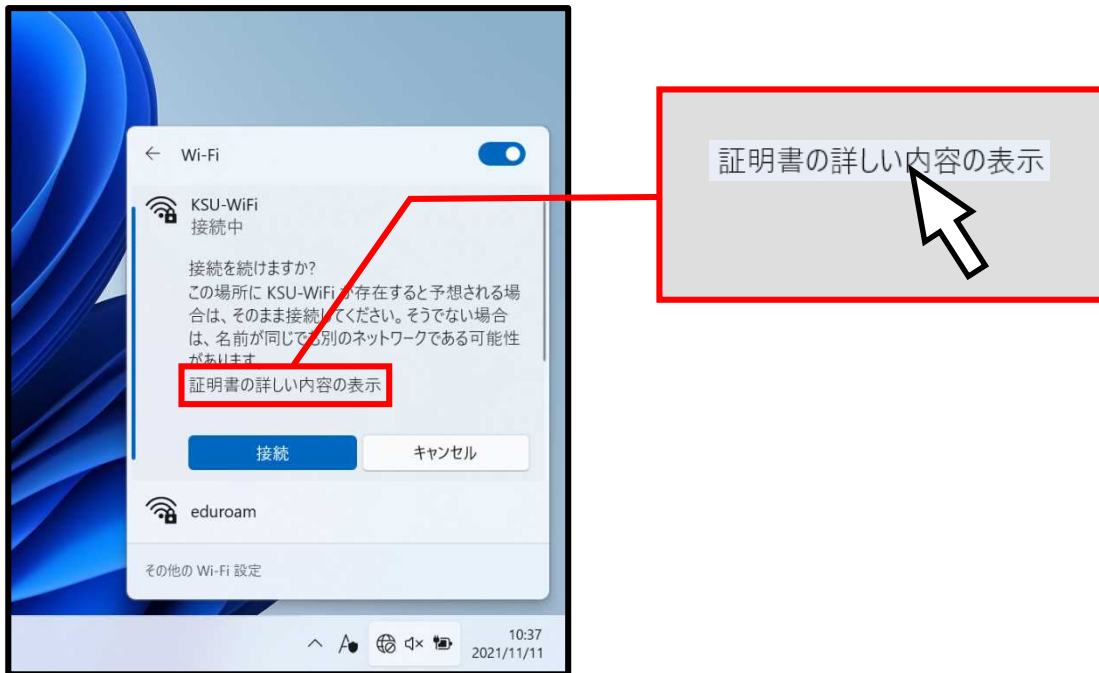 Wi-Fi
KSU-WiFi
接続中
接続を続けますか?
この場所に KSU-WiFi が存在すると予想される場
合は、そのまま接続してください。そうでない場合
は、名前が同じでも別のネットワークである可能性
があります。
証明書の詳しい内容の表示
接続
キャンセル
eduroam
その他の Wi-Fi 設定
10:37
2021/11/11
証明書の詳しい内容の表示